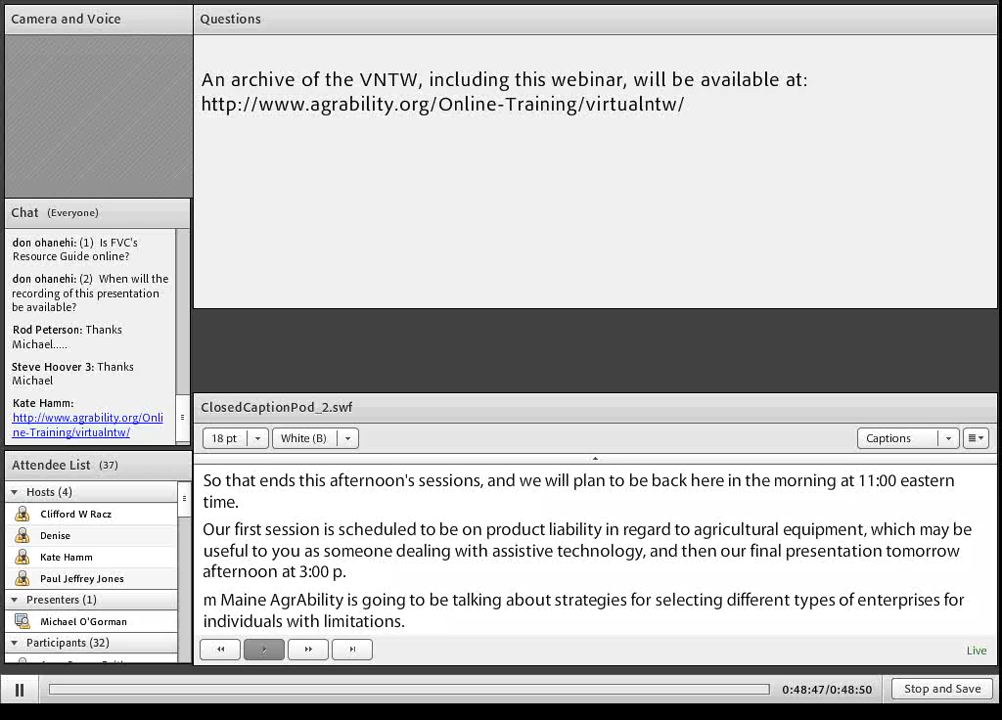 Camera and Voice
Questions
An archive of the VNTW, including this webinar, will be available at:
http://www.agrability.org/Online-Training/virtualntw/
Chat (Everyone)
don ohanehi: (1) Is FVC's
Resource Guide online?
don ohanehi: (2) When will the
recording of this presentation
be available?
Rod Peterson: Thanks
Michael.....
Steve Hoover 3: Thanks
Michael
Kate Hamm:
http://www.agrability.org/Onli
ne-Training/virtualntw/
Attendee List (37)
Hosts (4)
Clifford W Racz
Denise
Kate Hamm
Paul Jeffrey Jones
Presenters (1)
Michael O'Gorman
Participants (32)
ClosedCaptionPod_2.swf
18 pt
White (B)
Captions
So that ends this afternoon's sessions, and we will plan to be back here in the morning at 11:00 eastern
time.
Our first session is scheduled to be on product liability in regard to agricultural equipment, which may be
useful to you as someone dealing with assistive technology, and then our final presentation tomorrow
afternoon at 3:00 p.
m Maine AgrAbility is going to be talking about strategies for selecting different types of enterprises for
individuals with limitations.
Live
0:48:47/0:48:50
Stop and Save